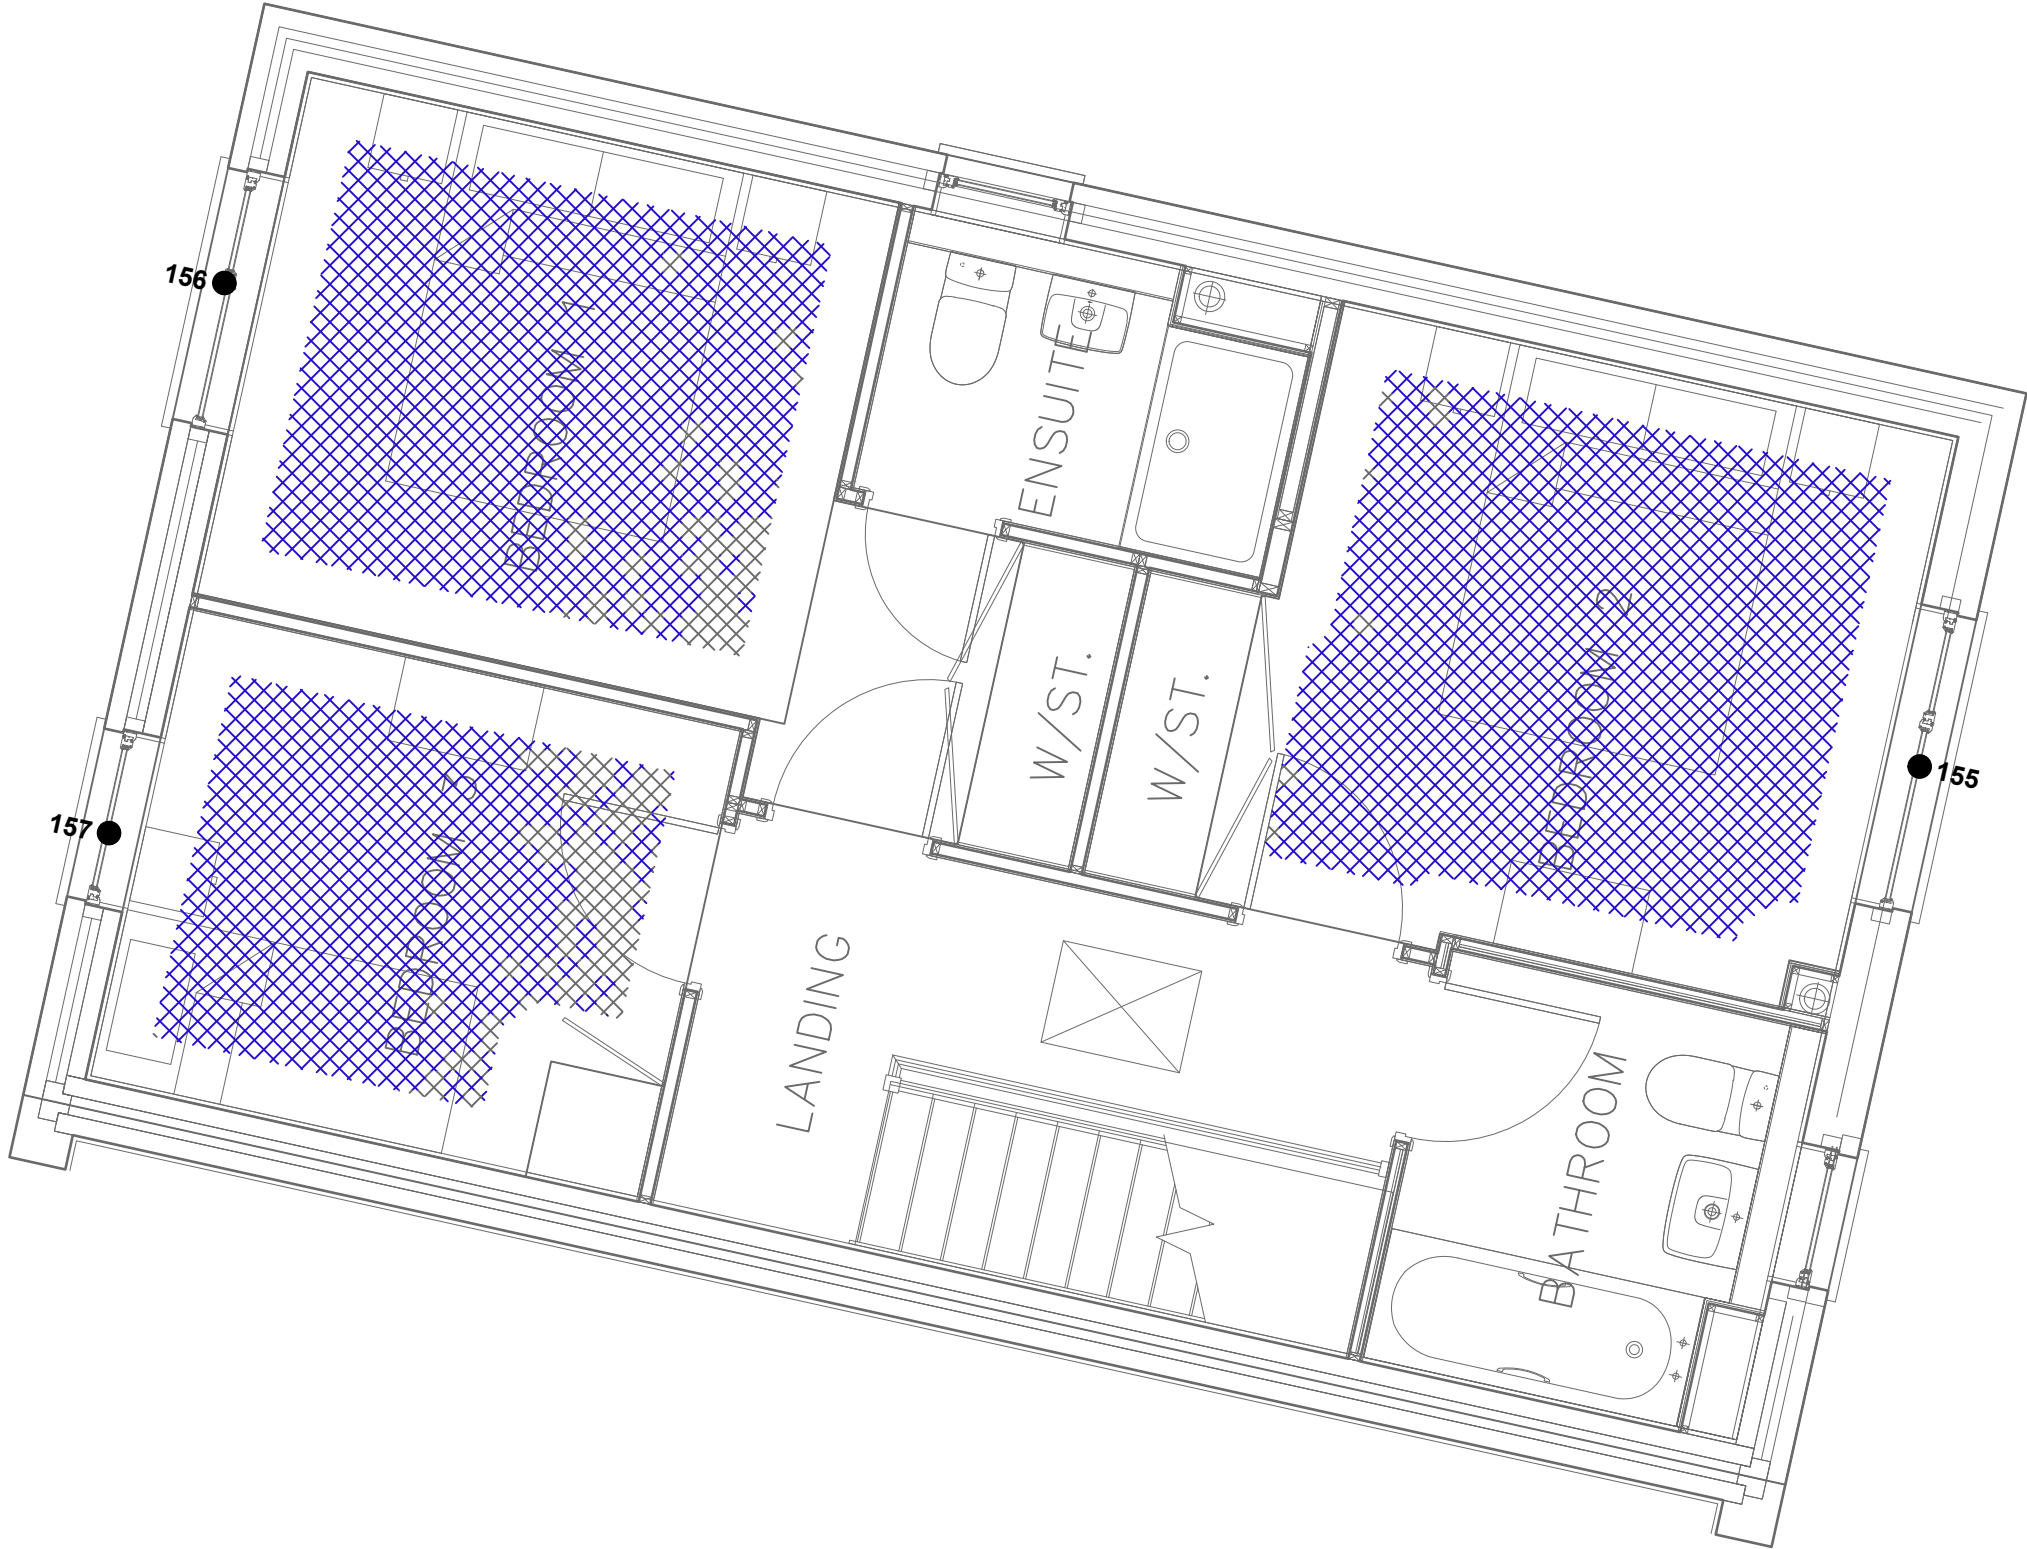 156
BEDROOM 1
ENSUITE
W/ST.
W/ST.
BEDROOM 2
155
157
BEDROOM 3
LANDING
BATHROOM